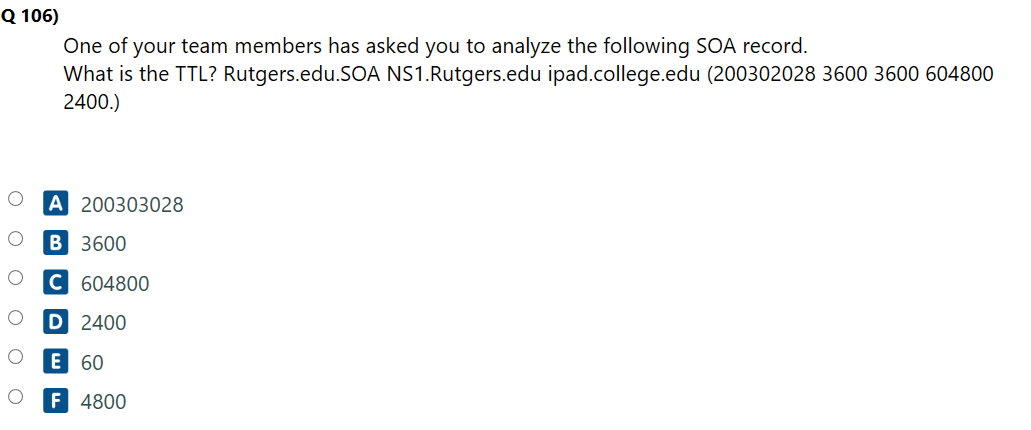 Q 106)
One of your team members has asked you to analyze the following SOA record.
What is the TTL? Rutgers.edu.SOA NS1.Rutgers.edu ipad.college.edu (200302028 3600 3600 604800
2400.)
A 200303028
B 3600
C 604800
D 2400
E 60
F 4800